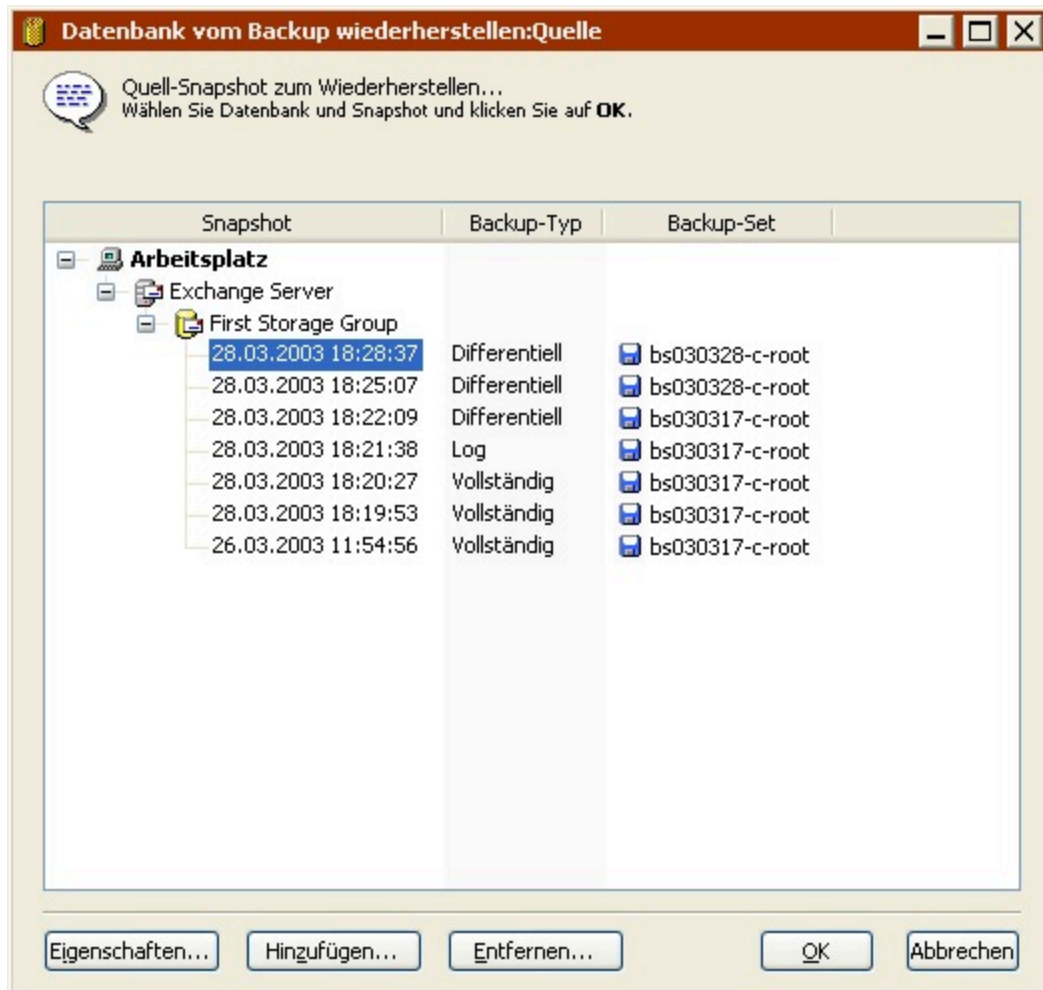 Datenbank vom Backup wiederherstellen:Quelle
Quell-Snapshot zum Wiederherstellen...
Wählen Sie Datenbank und Snapshot und klicken Sie auf OK.
Snapshot Backup-Typ Backup-Set
Arbeitsplatz
Exchange Server
First Storage Group
28.03.2003 18:28:37 Differentiell bs030328-c-root
28.03.2003 18:25:07 Differentiell bs030328-c-root
28.03.2003 18:22:09 Differentiell bs030317-c-root
28.03.2003 18:21:38 Log bs030317-c-root
28.03.2003 18:20:27 Vollständig bs030317-c-root
28.03.2003 18:19:53 Vollständig bs030317-c-root
26.03.2003 11:54:56 Vollständig bs030317-c-root
Eigenschaften... Hinzufügen... Entfernen... OK Abbrechen